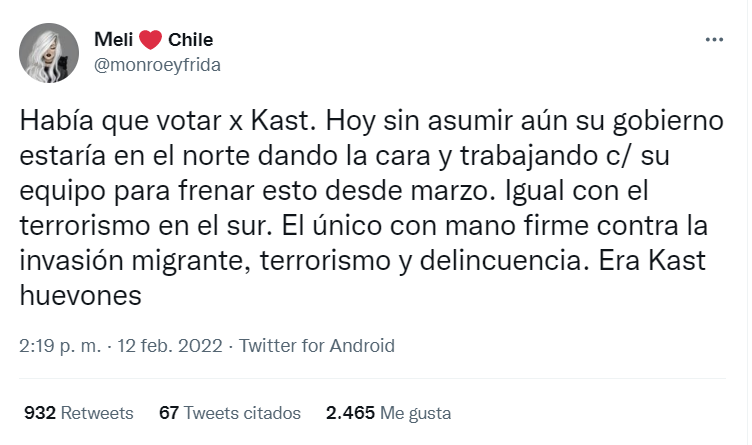 Meli ❤️ Chile
@monroeyfrida
Había que votar x Kast. Hoy sin asumir aún su gobierno
estaría en el norte dando la cara y trabajando c/ su
equipo para frenar esto desde marzo. Igual con el
terrorismo en el sur. El único con mano firme contra la
invasión migrante, terrorismo y delincuencia. Era Kast
huevones
2:19 p. m. · 12 feb. 2022 · Twitter for Android
932 Retweets 67 Tweets citados 2.465 Me gusta